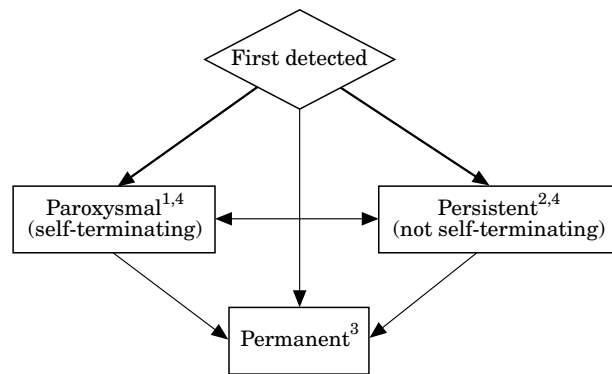 First detected
Paroxysmal1,4
(self-terminating)
Persistent2,4
(not self-terminating)
Permanent3